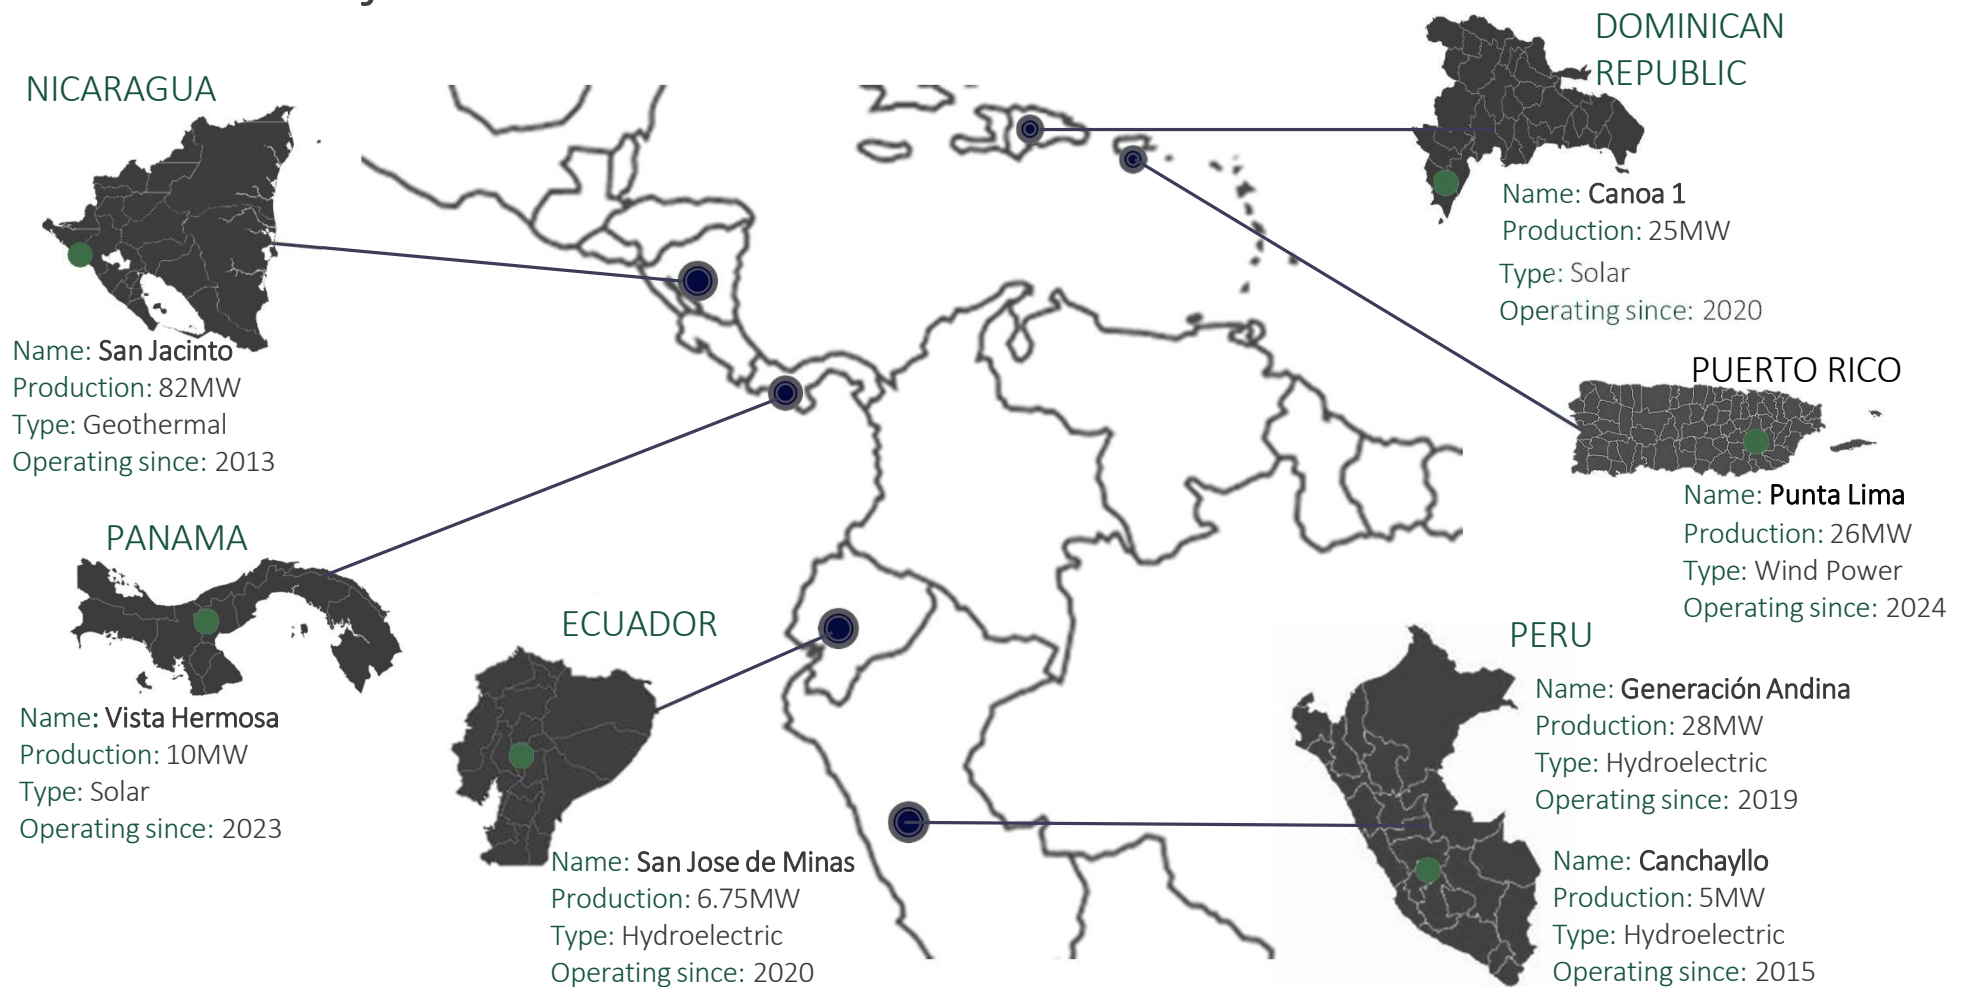 NICARAGUA
Name: San Jacinto
Production: 82MW
Type: Geothermal
Operating since: 2013
PANAMA
Name: Vista Hermosa
Production: 10MW
Type: Solar
Operating since: 2023
ECUADOR
Name: San Jose de Minas
Production: 6.75MW
Type: Hydroelectric
Operating since: 2020
DOMINICAN
REPUBLIC
Name: Canoa 1
Production: 25MW
Type: Solar
Operating since: 2020
PUERTO RICO
Name: Punta Lima
Production: 26MW
Type: Wind Power
Operating since: 2024
PERU
Name: Generación Andina
Production: 28MW
Type: Hydroelectric
Operating since: 2019
Name: Canchayllo
Production: 5MW
Type: Hydroelectric
Operating since: 2015